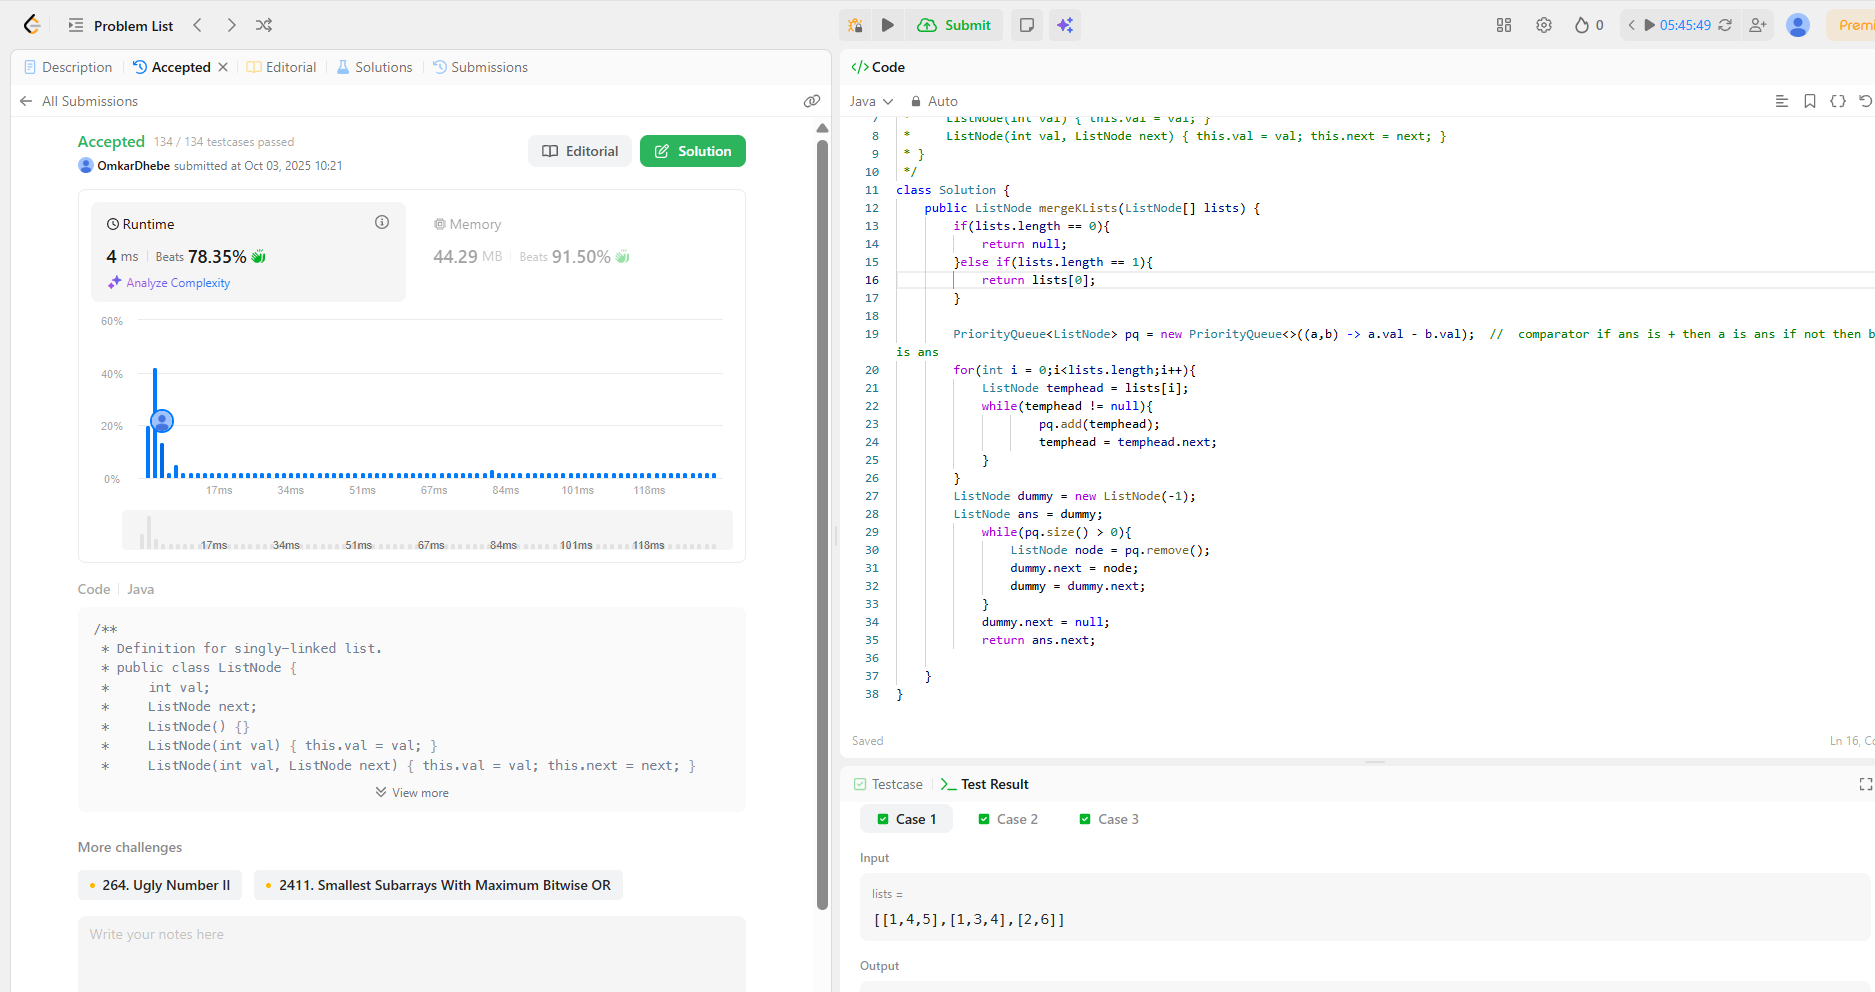 Problem List
Submit
0
05:45:49
Premi
Description
Accepted
Editorial
Solutions
Submissions
All Submissions
Accepted 134 / 134 testcases passed
OmkarDhebe submitted at Oct 03, 2025 10:21
Editorial
Solution
Runtime
4 ms Beats 78.35%
Analyze Complexity
Memory
44.29 MB Beats 91.50%
60%
40%
20%
0%
17ms 34ms 51ms 67ms 84ms 101ms 118ms
17ms 34ms 51ms 67ms 84ms 101ms 118ms
Code Java
/**
 * Definition for singly-linked list.
 * public class ListNode {
 *     int val;
 *     ListNode next;
 *     ListNode() {}
 *     ListNode(int val) { this.val = val; }
 *     ListNode(int val, ListNode next) { this.val = val; this.next = next; }
View more
More challenges
264. Ugly Number II
2411. Smallest Subarrays With Maximum Bitwise OR
Write your notes here
</> Code
Java Auto
7  *     ListNode(int val) { this.val = val; }
8  *     ListNode(int val, ListNode next) { this.val = val; this.next = next; }
9  * }
10  */
11 class Solution {
12     public ListNode mergeKLists(ListNode[] lists) {
13         if(lists.length == 0){
14             return null;
15         }else if(lists.length == 1){
16             return lists[0];
17         }
18
19         PriorityQueue<ListNode> pq = new PriorityQueue<>((a,b) -> a.val - b.val);  //  comparator if ans is + then a is ans if not then b
is ans
20         for(int i = 0;i<lists.length;i++){
21             ListNode temphead = lists[i];
22             while(temphead != null){
23                     pq.add(temphead);
24                     temphead = temphead.next;
25             }
26         }
27         ListNode dummy = new ListNode(-1);
28         ListNode ans = dummy;
29             while(pq.size() > 0){
30                 ListNode node = pq.remove();
31                 dummy.next = node;
32                 dummy = dummy.next;
33             }
34             dummy.next = null;
35             return ans.next;
36
37     }
38 }
Saved
Ln 16, Co
Testcase
Test Result
Case 1
Case 2
Case 3
Input
lists =
[[1,4,5],[1,3,4],[2,6]]
Output